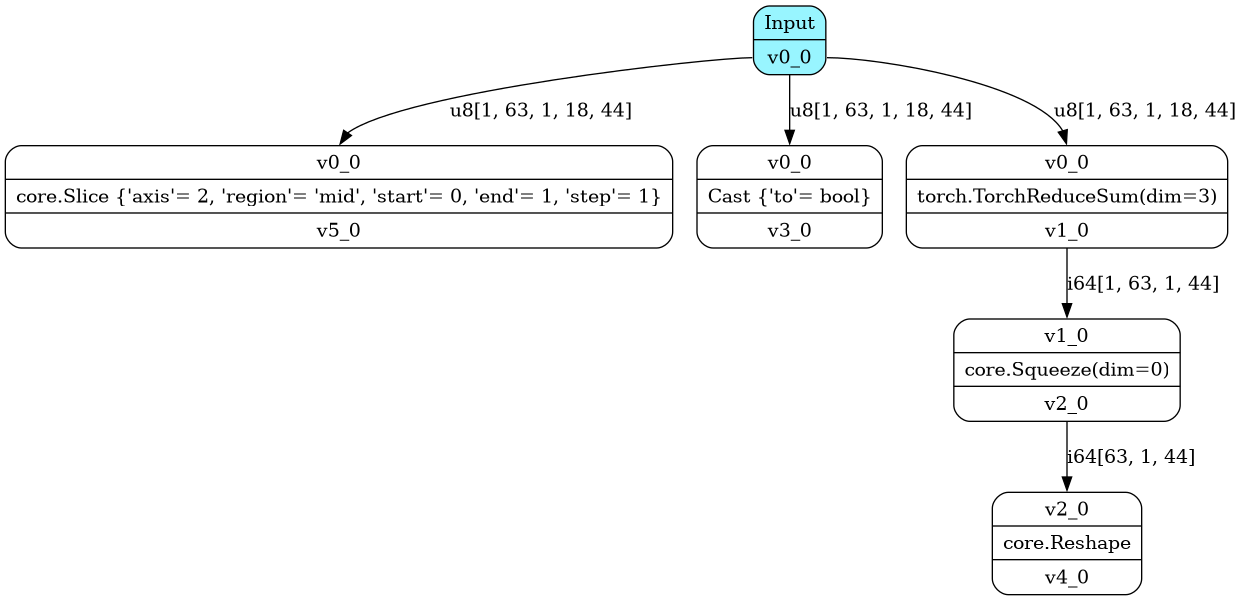 Input
v0_0
u8[1, 63, 1, 18, 44]
u8[1, 63, 1, 18, 44]
u8[1, 63, 1, 18, 44]
v0_0
core.Slice {'axis'= 2, 'region'= 'mid', 'start'= 0, 'end'= 1, 'step'= 1}
v5_0
v0_0
Cast {'to'= bool}
v3_0
v0_0
torch.TorchReduceSum(dim=3)
v1_0
i64[1, 63, 1, 44]
v1_0
core.Squeeze(dim=0)
v2_0
i64[63, 1, 44]
v2_0
core.Reshape
v4_0